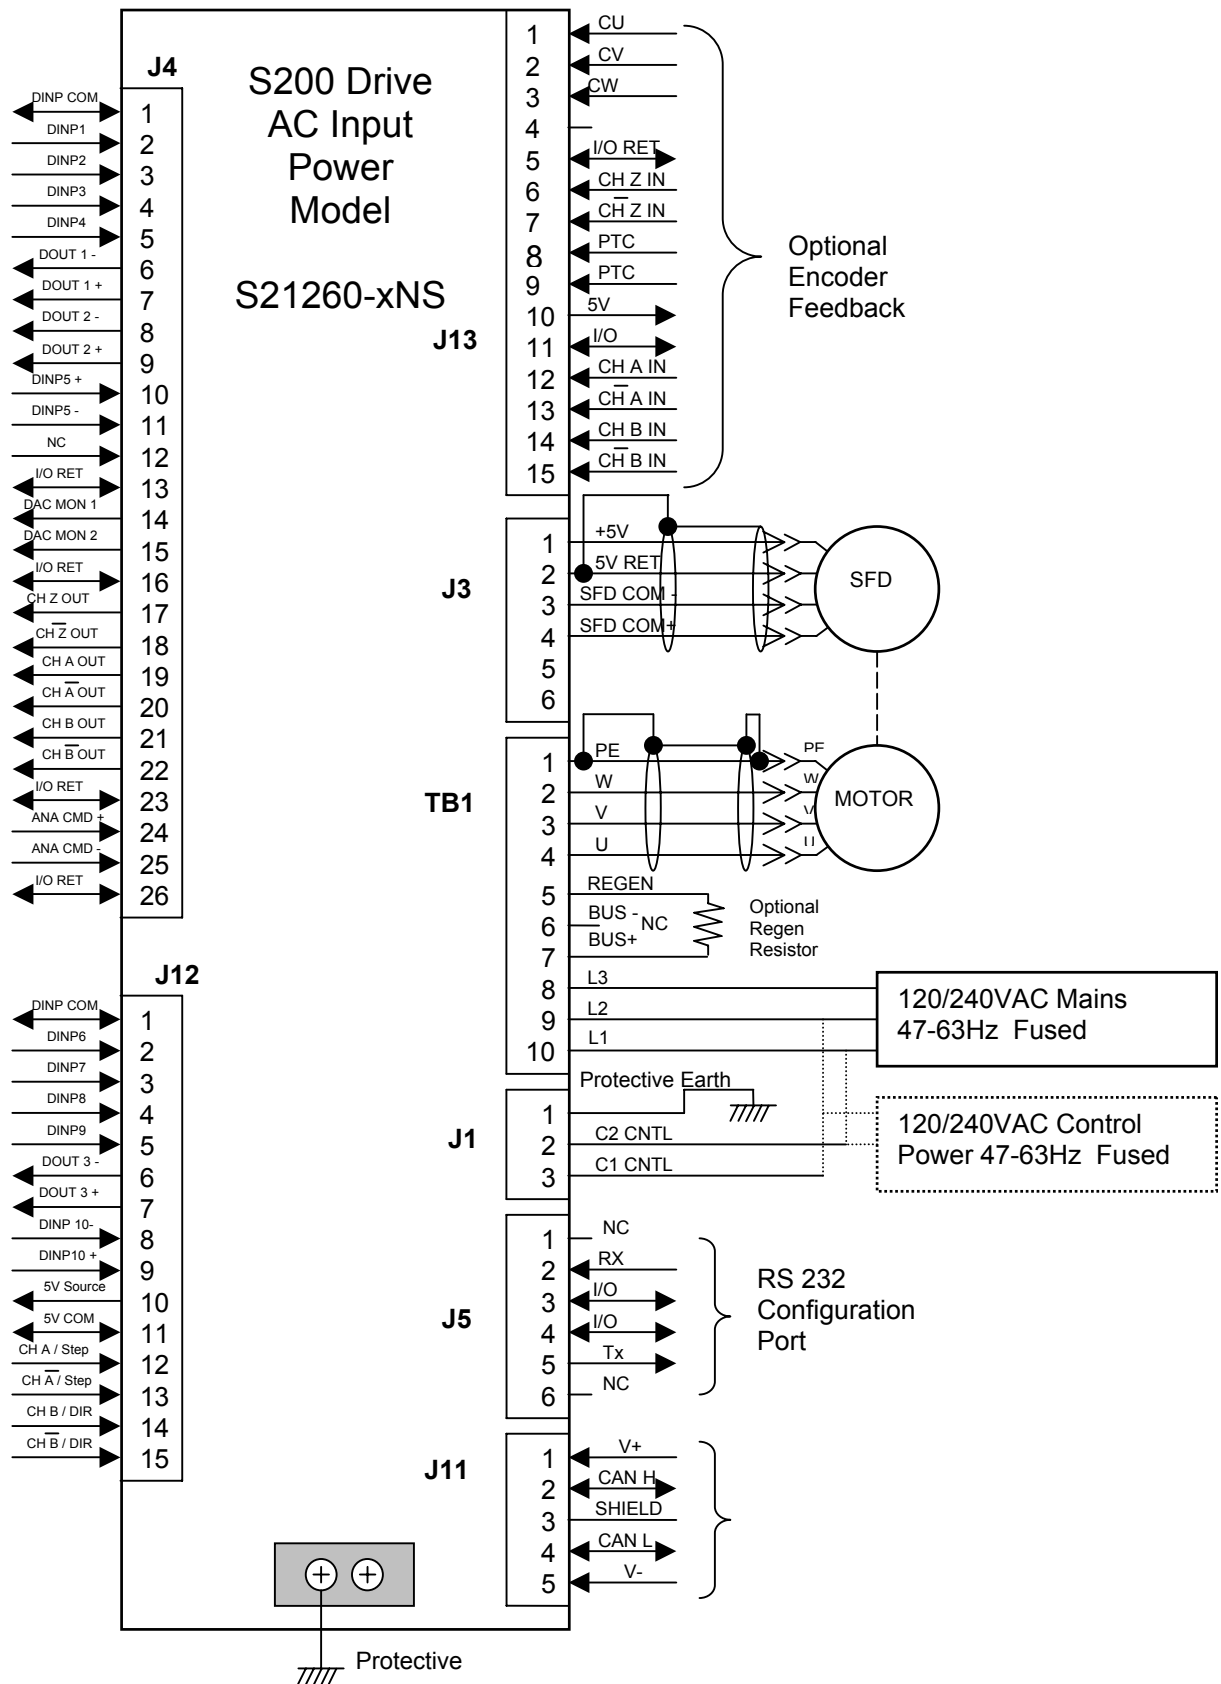 J4
DINP COM 1
DINP1 2
DINP2 3
DINP3 4
DINP4 5
DOUT 1 - 6
DOUT 1 + 7
DOUT 2 - 8
DOUT 2 + 9
DINP5 + 10
DINP5 - 11
NC 12
I/O RET 13
DAC MON 1 14
DAC MON 2 15
I/O RET 16
CH Z OUT 17
CH Z̅ OUT 18
CH A OUT 19
CH A̅ OUT 20
CH B OUT 21
CH B̅ OUT 22
I/O RET 23
ANA CMD + 24
ANA CMD - 25
I/O RET 26
J12
DINP COM 1
DINP6 2
DINP7 3
DINP8 4
DINP9 5
DOUT 3 - 6
DOUT 3 + 7
DINP 10- 8
DINP10 + 9
5V Source 10
5V COM 11
CH A / Step 12
CH A̅ / Step 13
CH B / DIR 14
CH B̅ / DIR 15
S200 Drive
AC Input
Power
Model
S21260-xNS
J13
1 CU
2 CV
3 CW
4
5 I/O RET
6 CH Z IN
7 CH̅ Z IN
8 PTC
9 PTC
10 5V
11 I/O
12 CH A IN
13 CH̅ A IN
14 CH B IN
15 CH̅ B IN
Optional
Encoder
Feedback
J3
1 +5V
2 5V RET
3 SFD COM -
4 SFD COM+
5
6
SFD
TB1
1 PE PE
2 W W
3 V V
4 U U
MOTOR
5 REGEN
6 BUS - NC
7 BUS+
Optional
Regen
Resistor
8 L3
9 L2
10 L1
120/240VAC Mains
47-63Hz Fused
J1
Protective Earth
1
2 C2 CNTL
3 C1 CNTL
120/240VAC Control
Power 47-63Hz Fused
J5
1 NC
2 RX
3 I/O
4 I/O
5 Tx
6 NC
RS 232
Configuration
Port
J11
1 V+
2 CAN H
3 SHIELD
4 CAN L
5 V-
Protective